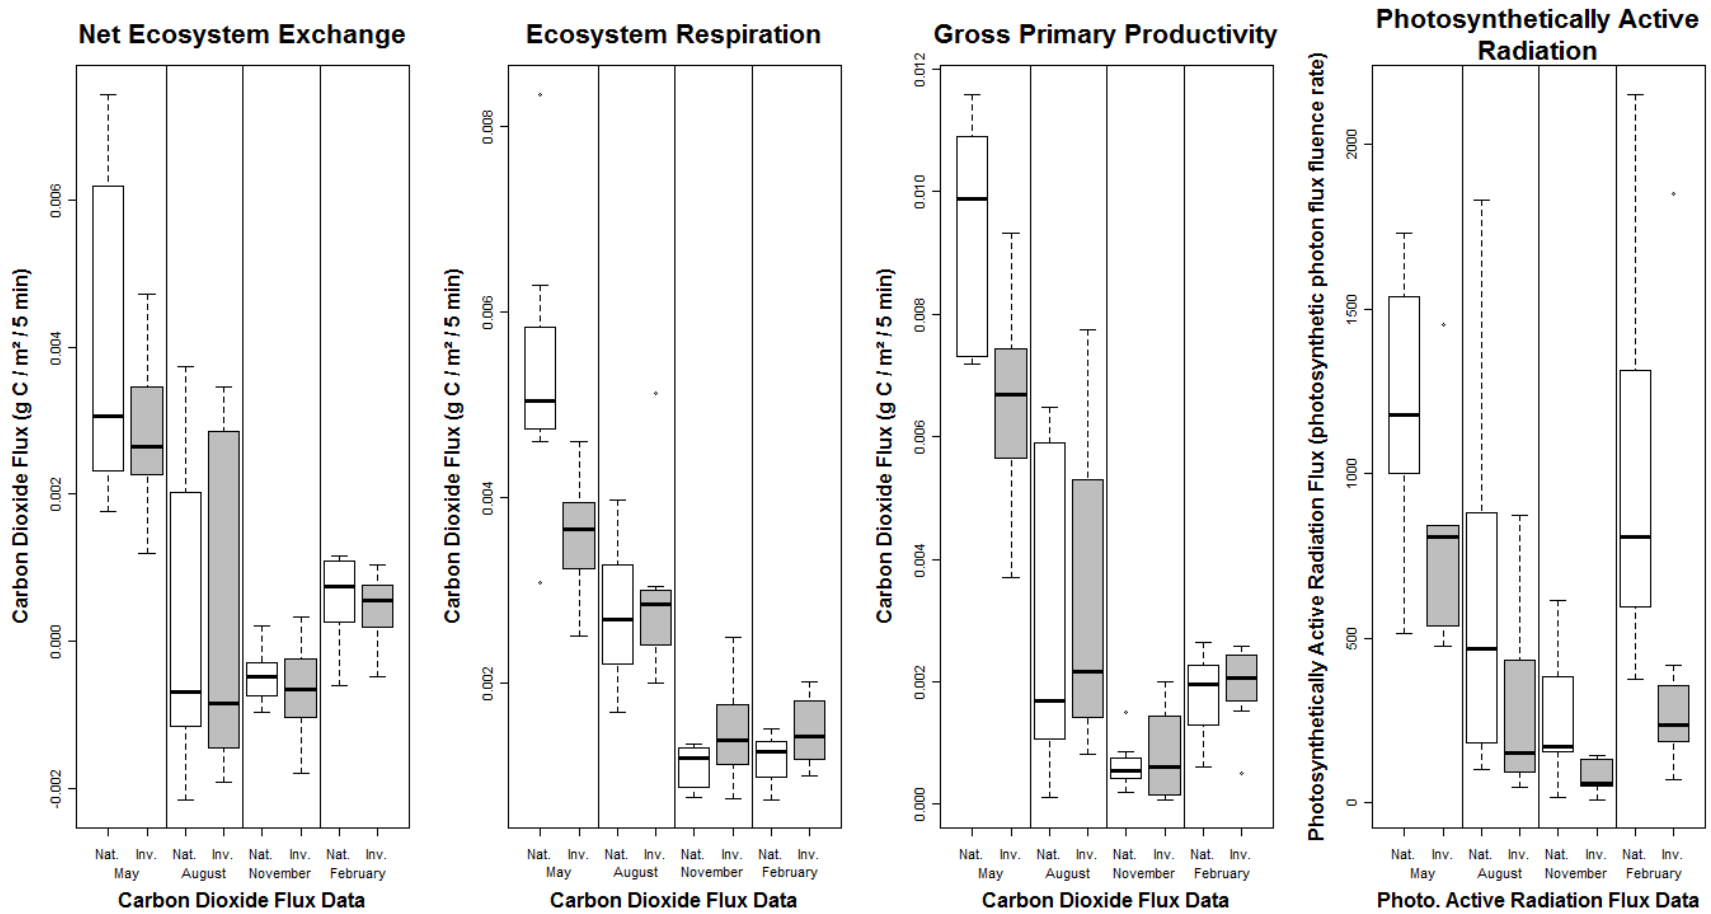 Net Ecosystem Exchange
Carbon Dioxide Flux (g C / m² / 5 min)
0.006
0.004
0.002
0.000
-0.002
Nat. Inv. Nat. Inv. Nat. Inv. Nat. Inv.
May August November February
Carbon Dioxide Flux Data
Ecosystem Respiration
Carbon Dioxide Flux (g C / m² / 5 min)
0.008
0.006
0.004
0.002
Nat. Inv. Nat. Inv. Nat. Inv. Nat. Inv.
May August November February
Carbon Dioxide Flux Data
Gross Primary Productivity
Carbon Dioxide Flux (g C / m² / 5 min)
0.012
0.010
0.008
0.006
0.004
0.002
0.000
Nat. Inv. Nat. Inv. Nat. Inv. Nat. Inv.
May August November February
Carbon Dioxide Flux Data
Photosynthetically Active
Radiation
Photosynthetically Active Radiation Flux (photosynthetic photon flux fluence rate)
2000
1500
1000
500
0
Nat. Inv. Nat. Inv. Nat. Inv. Nat. Inv.
May August November February
Photo. Active Radiation Flux Data